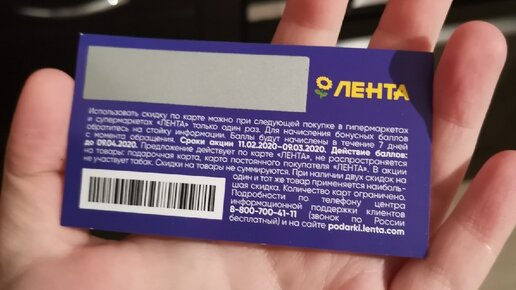 ЛЕНТА
Использовать скидку по карте можно при следующей покупке в гипермаркетах
и супермаркетах «ЛЕНТА» только один раз. Для начисления бонусных баллов
обратитесь на стойку информации. Баллы будут начислены в течение 7 дней
с момента обращения. Сроки акции 11.02.2020–09.03.2020. Действие баллов:
до 09.04.2020. Предложение действует по карте «ЛЕНТА», не распространяется
на товары: подарочная карта, карта постоянного покупателя «ЛЕНТА». В акции
не участвует табак. Скидки на товары не суммируются. При наличии двух скидок на
один и тот же товар применяется наиболь-
шая скидка. Количество карт ограничено.
Подробности по телефону центра
информационной поддержки клиентов
8-800-700-41-11 (звонок по России
бесплатный) и на сайте podarki.lenta.com